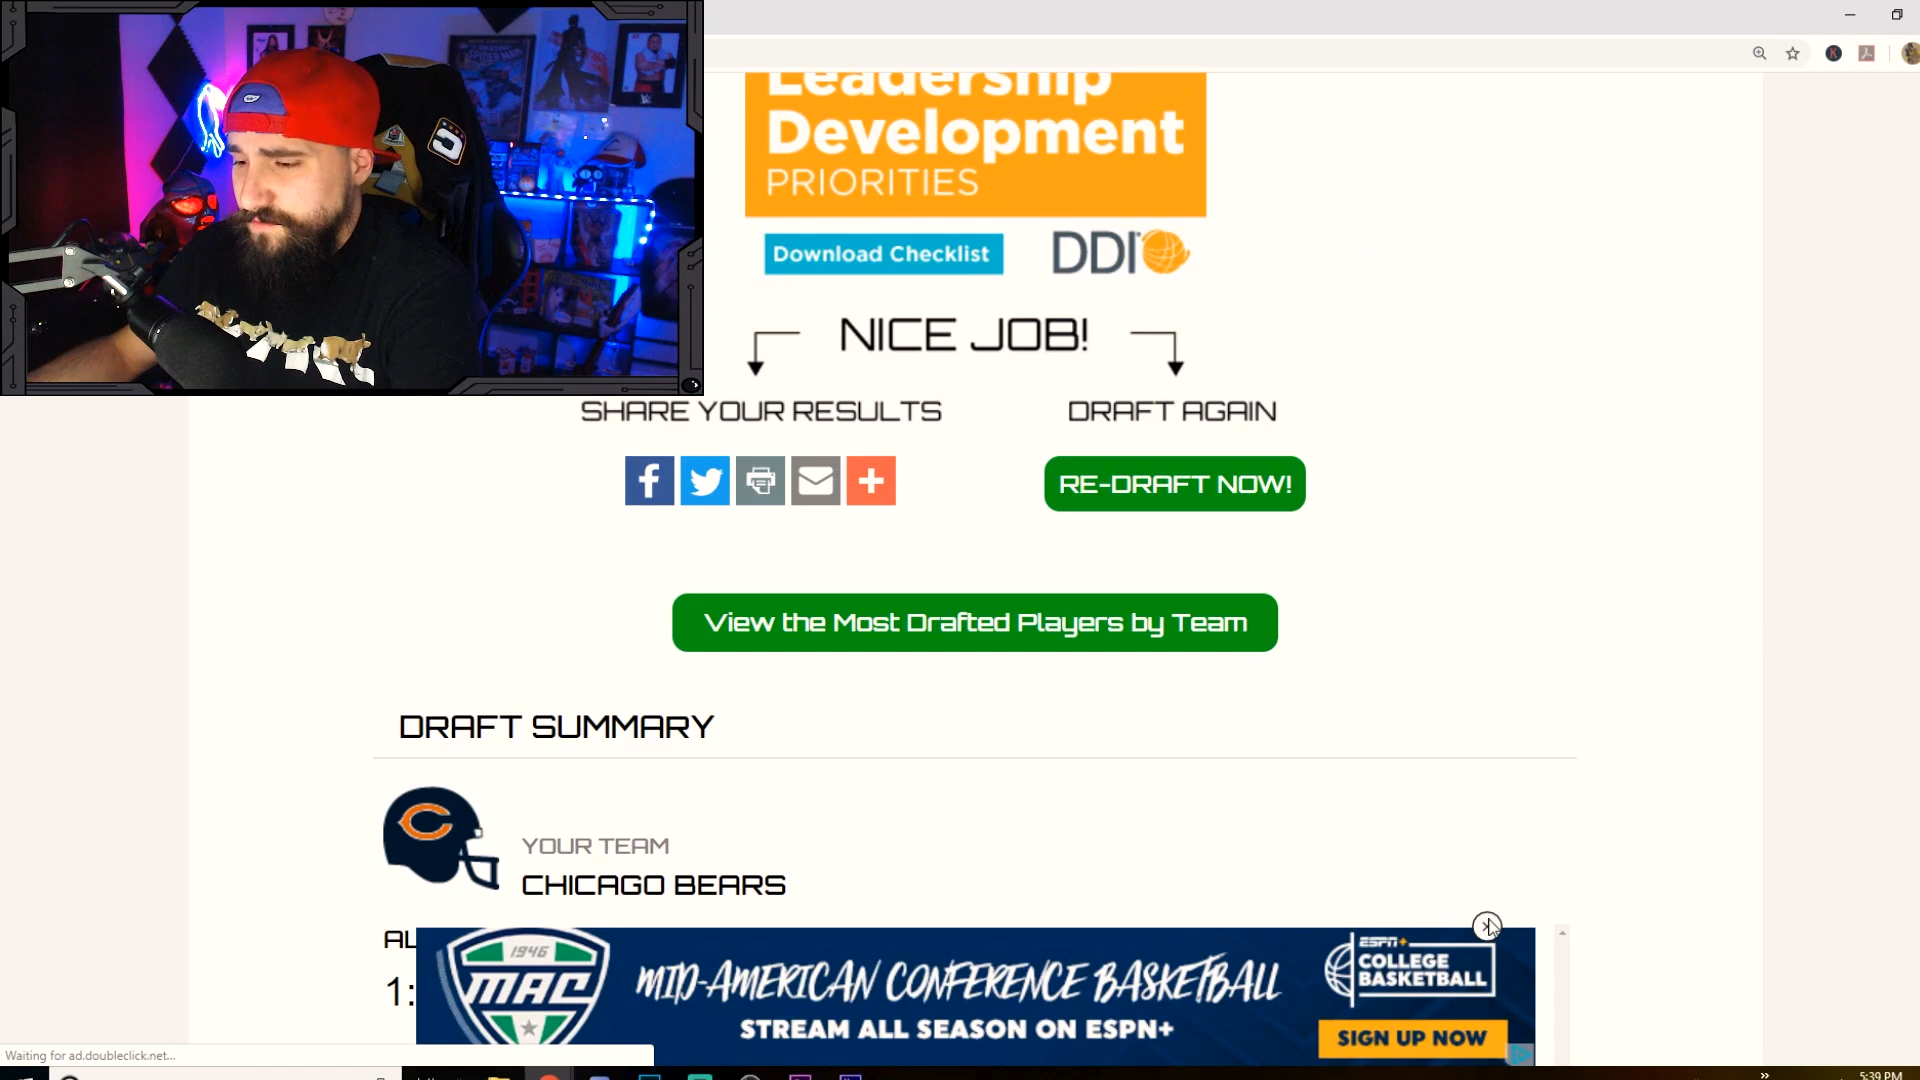 Leadership
Development
PRIORITIES
Download Checklist
DDI
NICE JOB!
SHARE YOUR RESULTS
DRAFT AGAIN
RE-DRAFT NOW!
View the Most Drafted Players by Team
DRAFT SUMMARY
YOUR TEAM
CHICAGO BEARS
AL
1:
1946
MAC
MID-AMERICAN CONFERENCE BASKETBALL
STREAM ALL SEASON ON ESPN+
ESPN+
COLLEGE
BASKETBALL
SIGN UP NOW
Waiting for ad.doubleclick.net...
5:39 PM